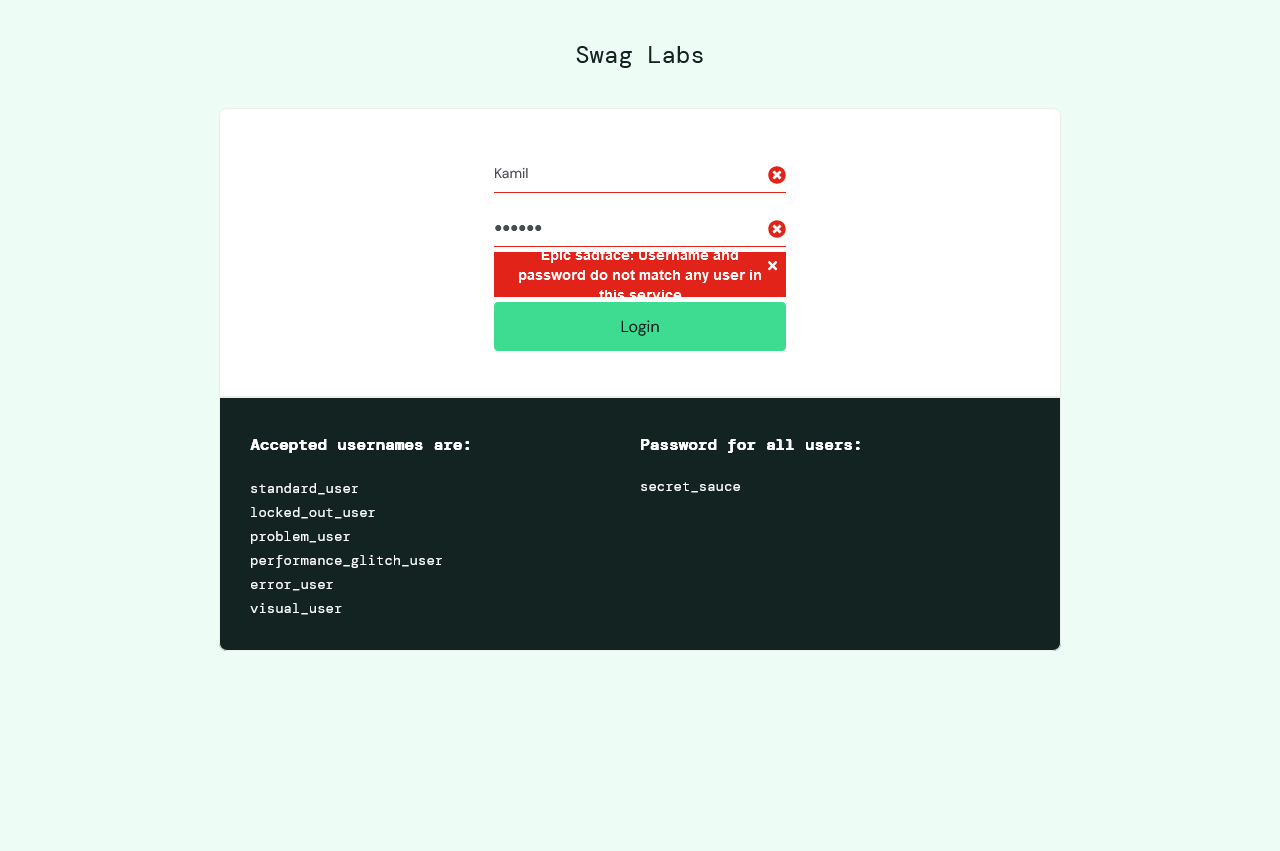 Swag Labs
Kamil
••••••
Epic sadface: Username and
password do not match any user in
this service
Login
Accepted usernames are:
Password for all users:
standard_user
secret_sauce
locked_out_user
problem_user
performance_glitch_user
error_user
visual_user